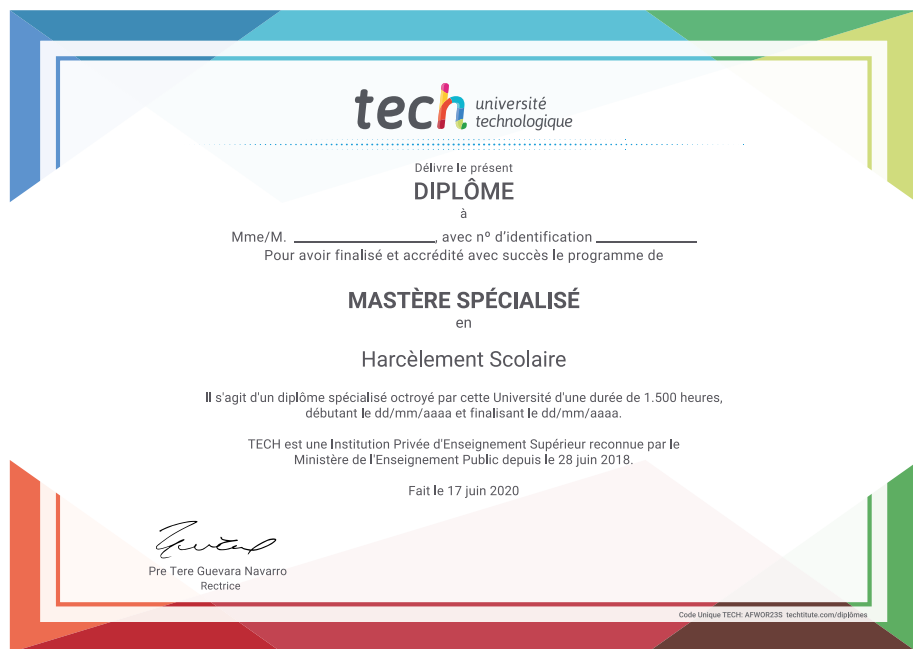 tech université
technologique
Délivre le présent
DIPLÔME
à
Mme/M. ____________, avec nº d'identification ____________
Pour avoir finalisé et accrédité avec succès le programme de
MASTÈRE SPÉCIALISÉ
en
Harcèlement Scolaire
Il s'agit d'un diplôme spécialisé octroyé par cette Université d'une durée de 1.500 heures,
débutant le dd/mm/aaaa et finalisant le dd/mm/aaaa.
TECH est une Institution Privée d'Enseignement Supérieur reconnue par le
Ministère de l'Enseignement Public depuis le 28 juin 2018.
Fait le 17 juin 2020
Pre Tere Guevara Navarro
Rectrice
Code Unique TECH: AFWOR23S techtitute.com/diplômes